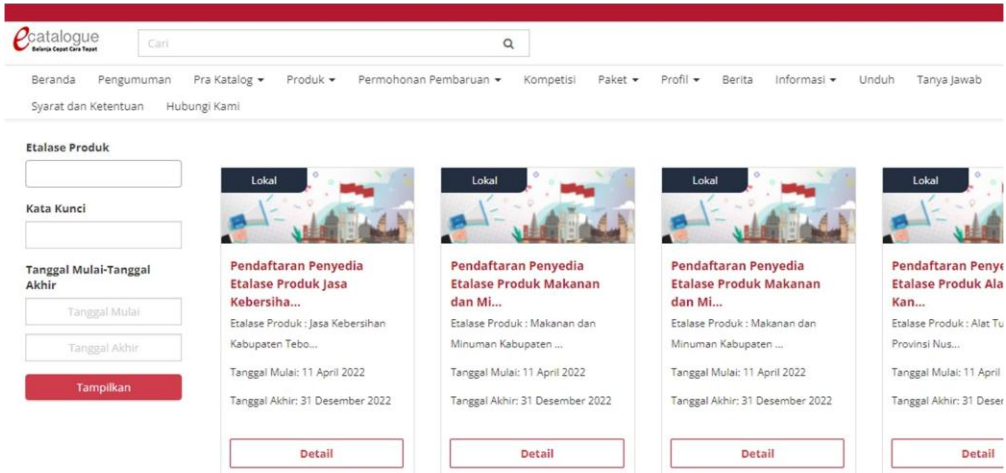 ecatalogue
Belanja Cepat Cara Tepat
Cari
Beranda Pengumuman Pra Katalog Produk Permohonan Pembaruan Kompetisi Paket Profil Berita Informasi Unduh Tanya Jawab
Syarat dan Ketentuan Hubungi Kami
Etalase Produk
Kata Kunci
Tanggal Mulai-Tanggal
Akhir
Tanggal Mulai
Tanggal Akhir
Tampilkan
Lokal
Pendaftaran Penyedia
Etalase Produk Jasa
Kebersiha...
Etalase Produk : Jasa Kebersihan
Kabupaten Tebo...
Tanggal Mulai: 11 April 2022
Tanggal Akhir: 31 Desember 2022
Detail
Lokal
Pendaftaran Penyedia
Etalase Produk Makanan
dan Mi...
Etalase Produk : Makanan dan
Minuman Kabupaten ...
Tanggal Mulai: 11 April 2022
Tanggal Akhir: 31 Desember 2022
Detail
Lokal
Pendaftaran Penyedia
Etalase Produk Makanan
dan Mi...
Etalase Produk : Makanan dan
Minuman Kabupaten ...
Tanggal Mulai: 11 April 2022
Tanggal Akhir: 31 Desember 2022
Detail
Lokal
Pendaftaran Penye
Etalase Produk Ala
Kan...
Etalase Produk : Alat Tu
Provinsi Nus...
Tanggal Mulai: 11 April
Tanggal Akhir: 31 Deser
Detail